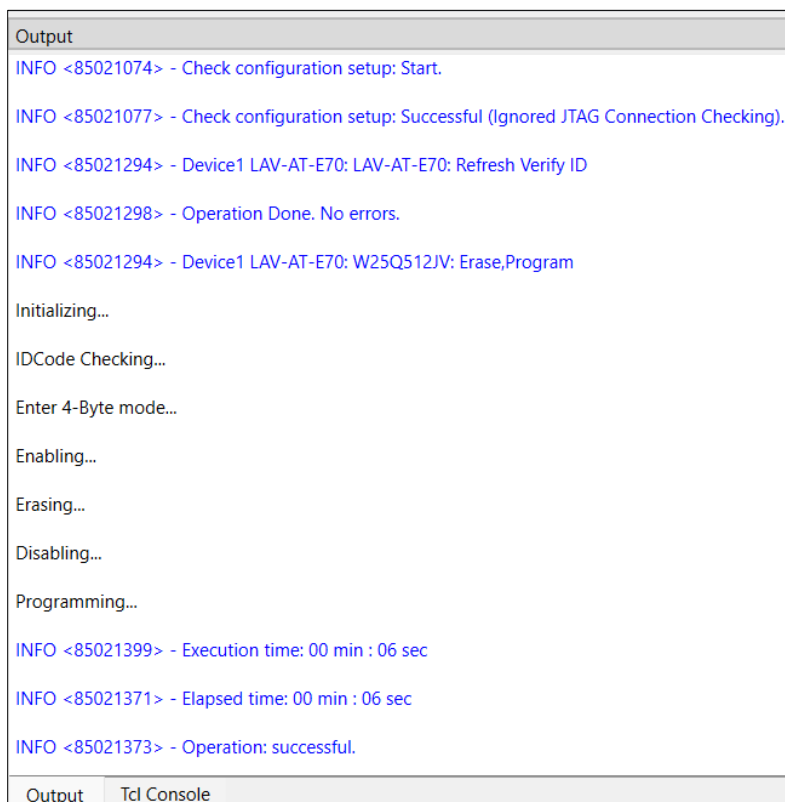 Output
INFO <85021074> - Check configuration setup: Start.
INFO <85021077> - Check configuration setup: Successful (Ignored JTAG Connection Checking).
INFO <85021294> - Device1 LAV-AT-E70: LAV-AT-E70: Refresh Verify ID
INFO <85021298> - Operation Done. No errors.
INFO <85021294> - Device1 LAV-AT-E70: W25Q512JV: Erase,Program
Initializing...
IDCode Checking...
Enter 4-Byte mode...
Enabling...
Erasing...
Disabling...
Programming...
INFO <85021399> - Execution time: 00 min : 06 sec
INFO <85021371> - Elapsed time: 00 min : 06 sec
INFO <85021373> - Operation: successful.
Output Tcl Console